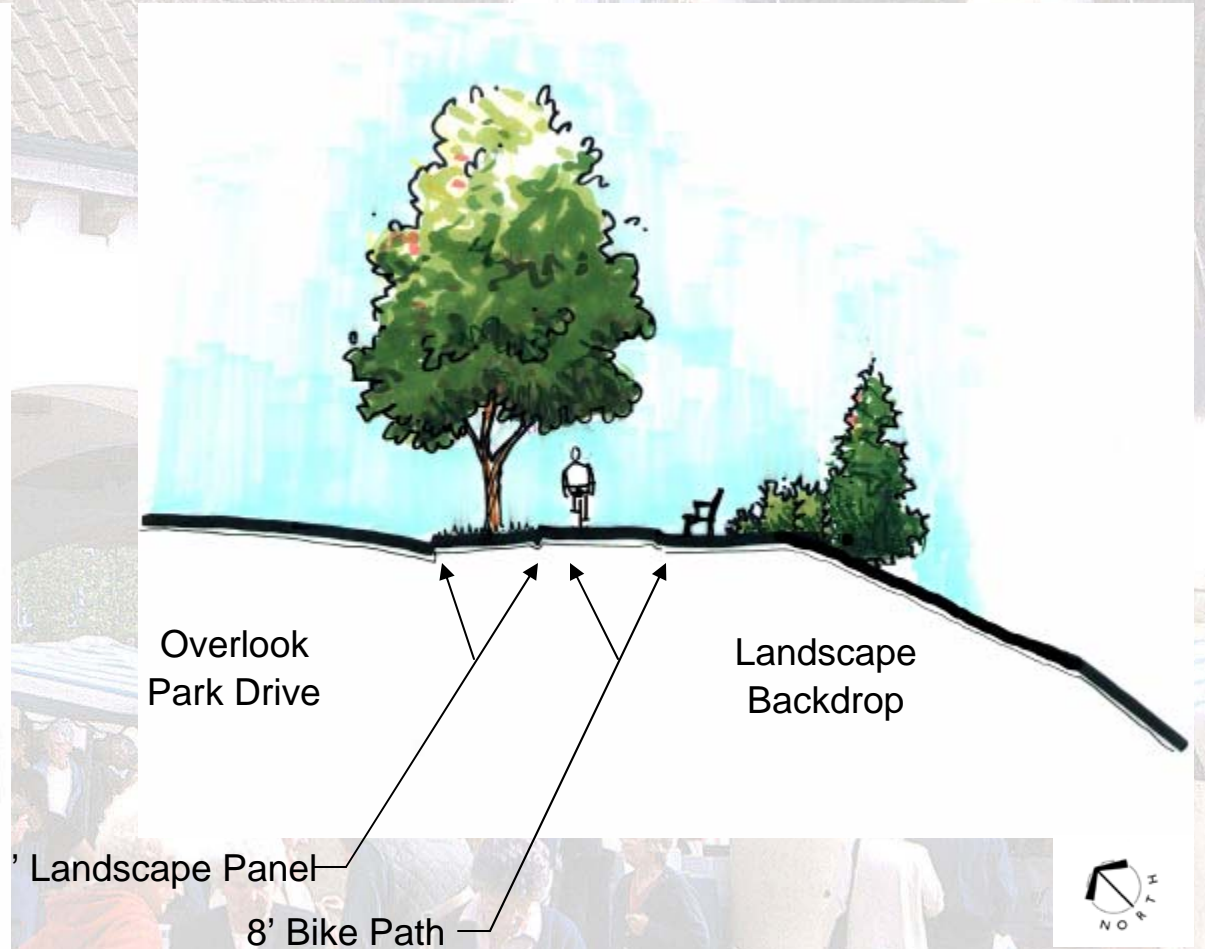 Overlook
Park Drive
Landscape
Backdrop
’ Landscape Panel
8’ Bike Path
NORTH